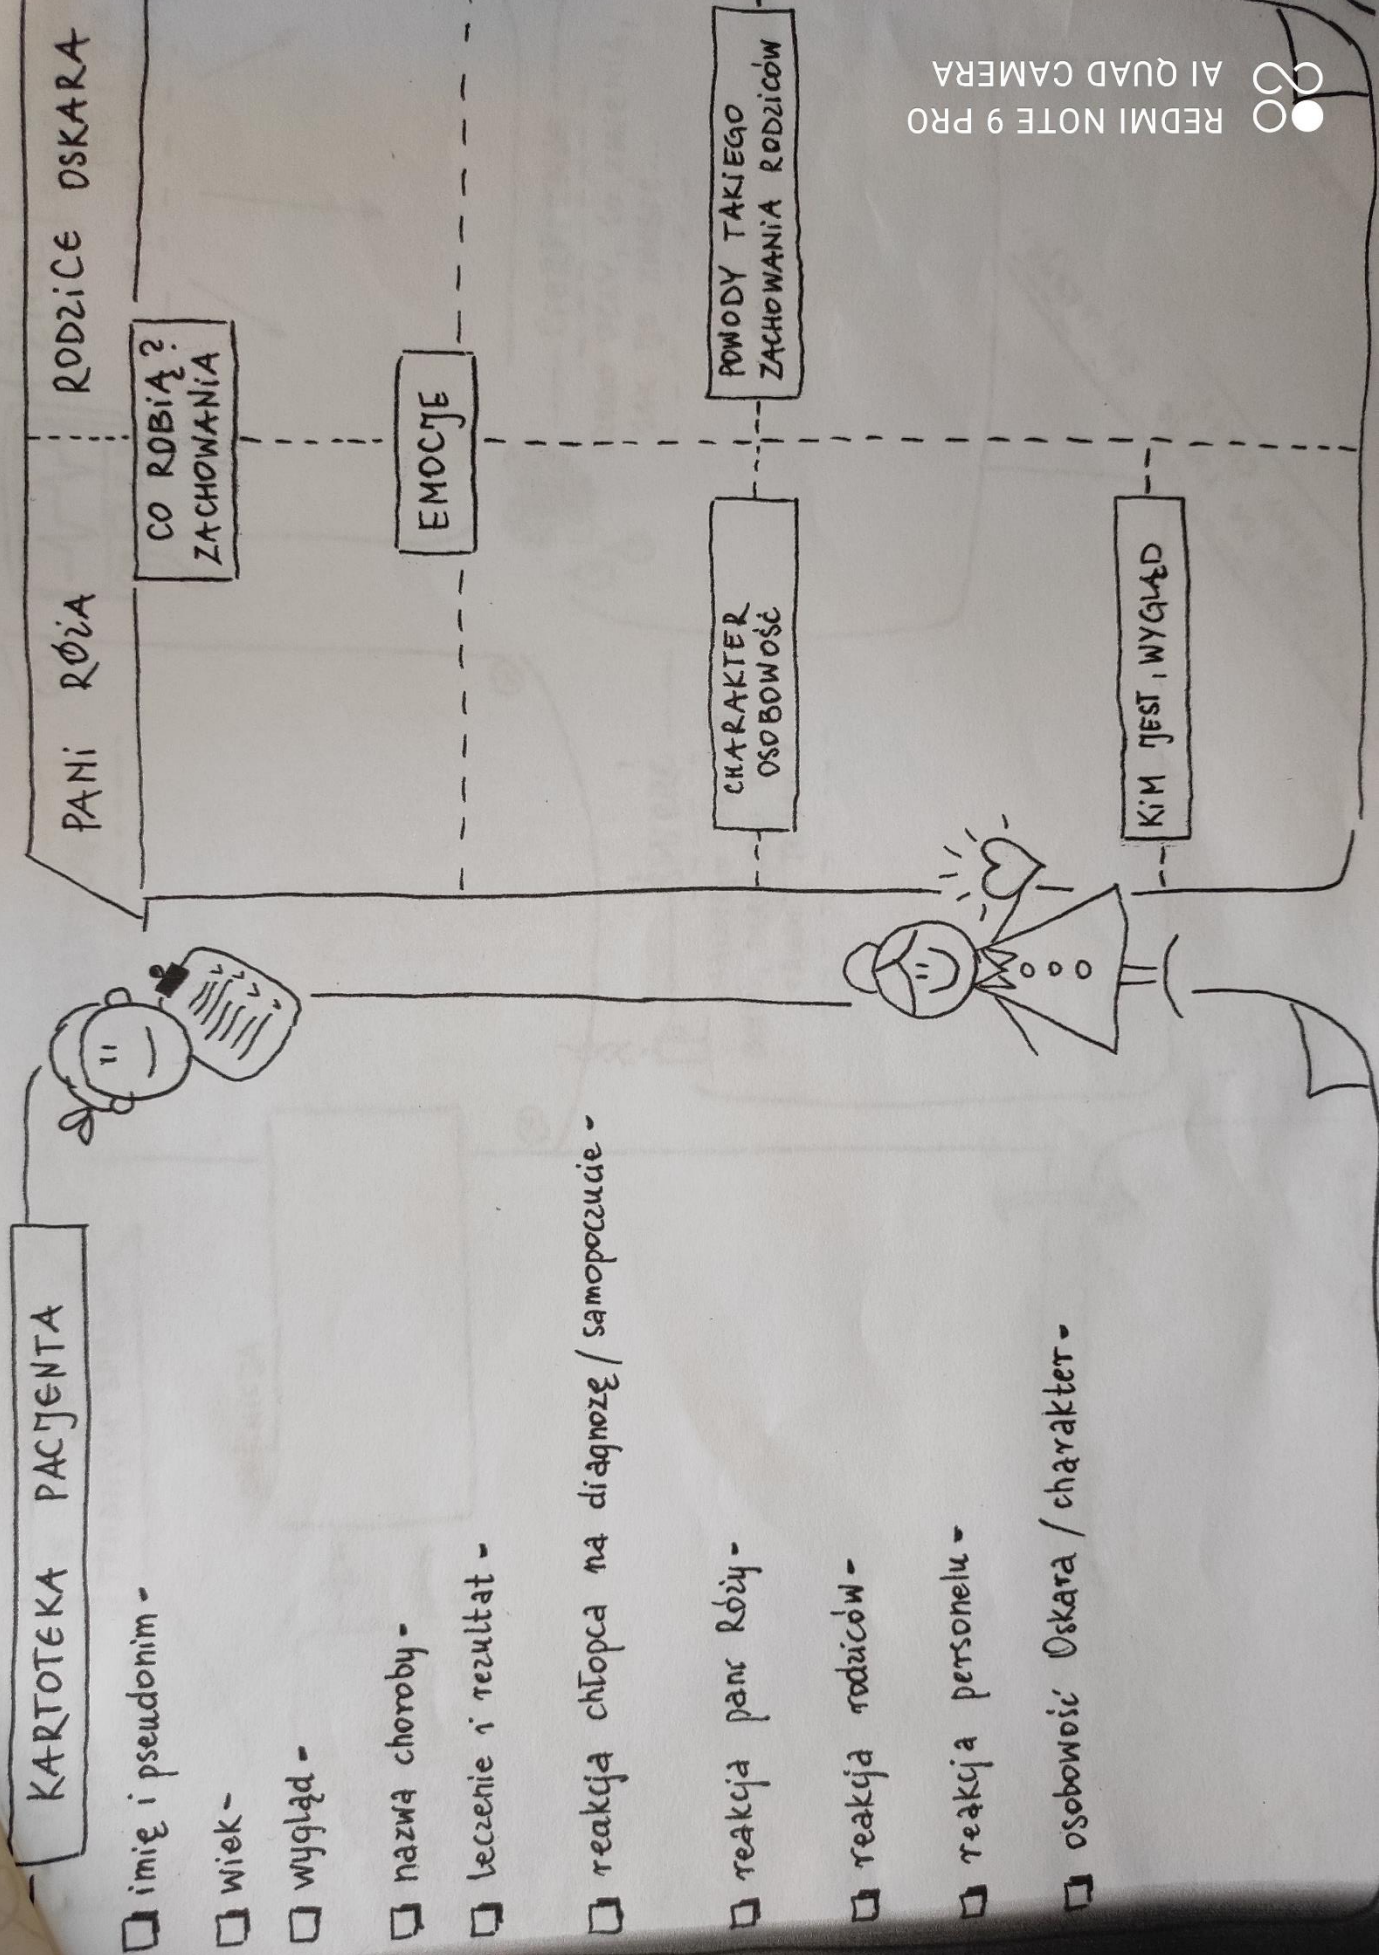 KARTOTEKA PACJENTA
imię i pseudonim -
wiek -
wygląd -
nazwa choroby -
leczenie i rezultat -
reakcja chłopca na diagnozę / samopoczucie -
reakcja pani Róży -
reakcja rodziców -
reakcja personelu -
osobowość Oskara / charakter -
PANI RÓŻA
RODZICE OSKARA
CO ROBIĄ?
ZACHOWANIA
EMOCJE
CHARAKTER
OSOBOWOŚĆ
POWODY TAKIEGO
ZACHOWANIA RODZICÓW
KIM JEST, WYGLĄD
REDMI NOTE 9 PRO
AI QUAD CAMERA